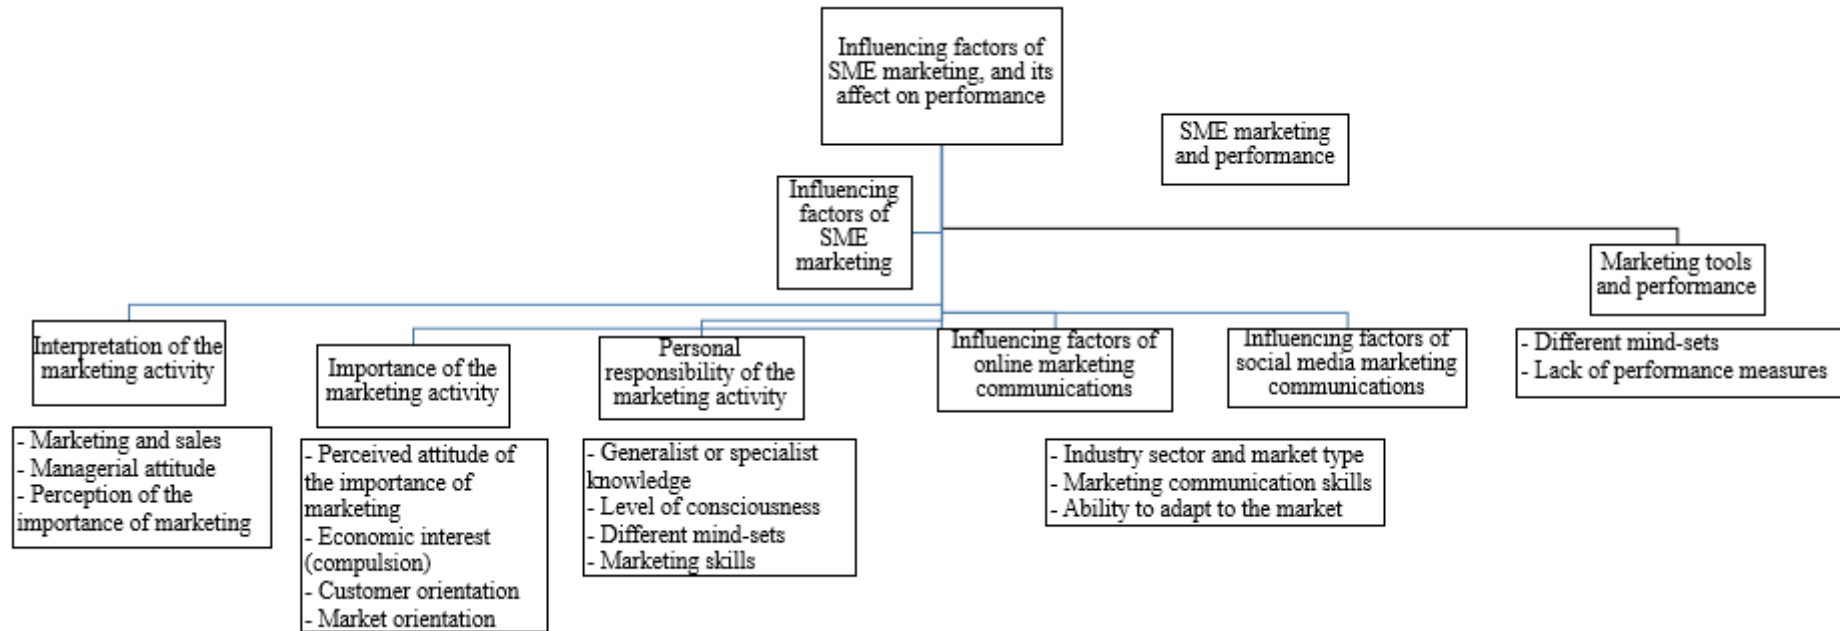 Influencing factors of
SME marketing, and its
affect on performance
SME marketing
and performance
Influencing
factors of
SME
marketing
Marketing tools
and performance
Interpretation of the
marketing activity
Importance of the
marketing activity
Personal
responsibility of the
marketing activity
Influencing factors of
online marketing
communications
Influencing factors of
social media marketing
communications
- Different mind-sets
- Lack of performance measures
- Marketing and sales
- Managerial attitude
- Perception of the
importance of marketing
- Perceived attitude of
the importance of
marketing
- Economic interest
(compulsion)
- Customer orientation
- Market orientation
- Generalist or specialist
knowledge
- Level of consciousness
- Different mind-sets
- Marketing skills
- Industry sector and market type
- Marketing communication skills
- Ability to adapt to the market